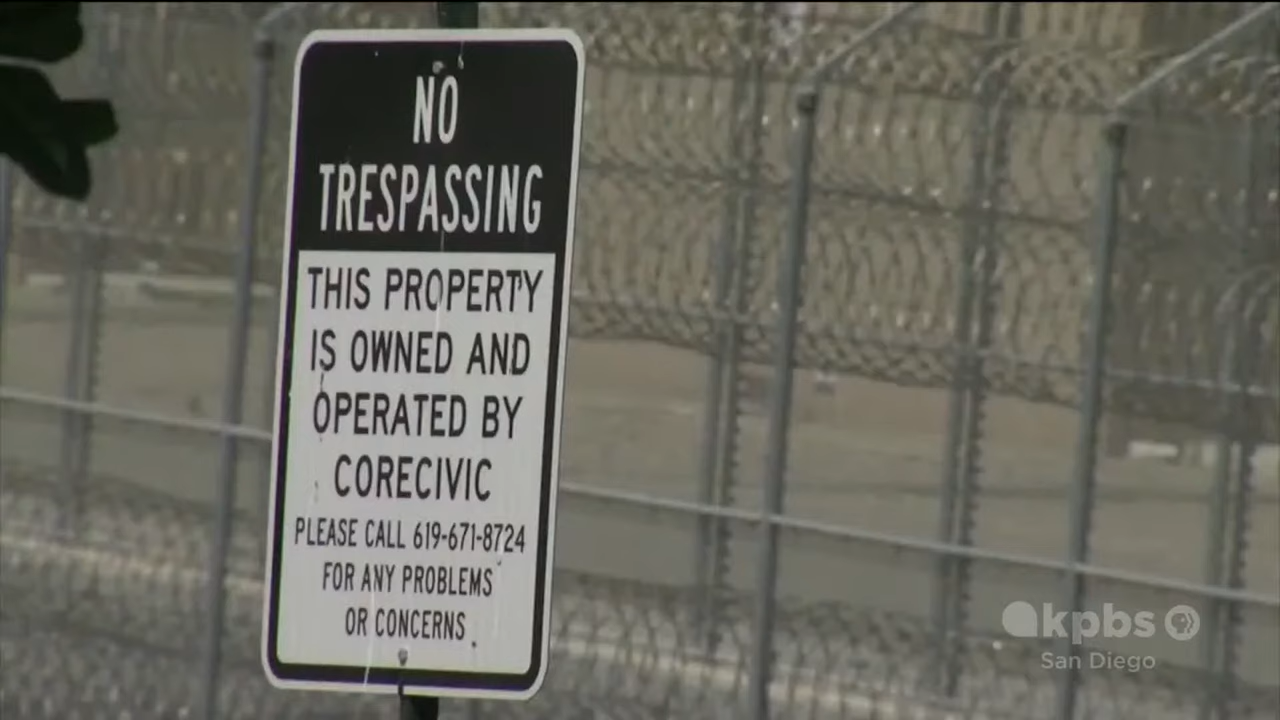 NO
TRESPASSING
THIS PROPERTY
IS OWNED AND
OPERATED BY
CORECIVIC
PLEASE CALL 619-671-8724
FOR ANY PROBLEMS
OR CONCERNS
kpbs
San Diego